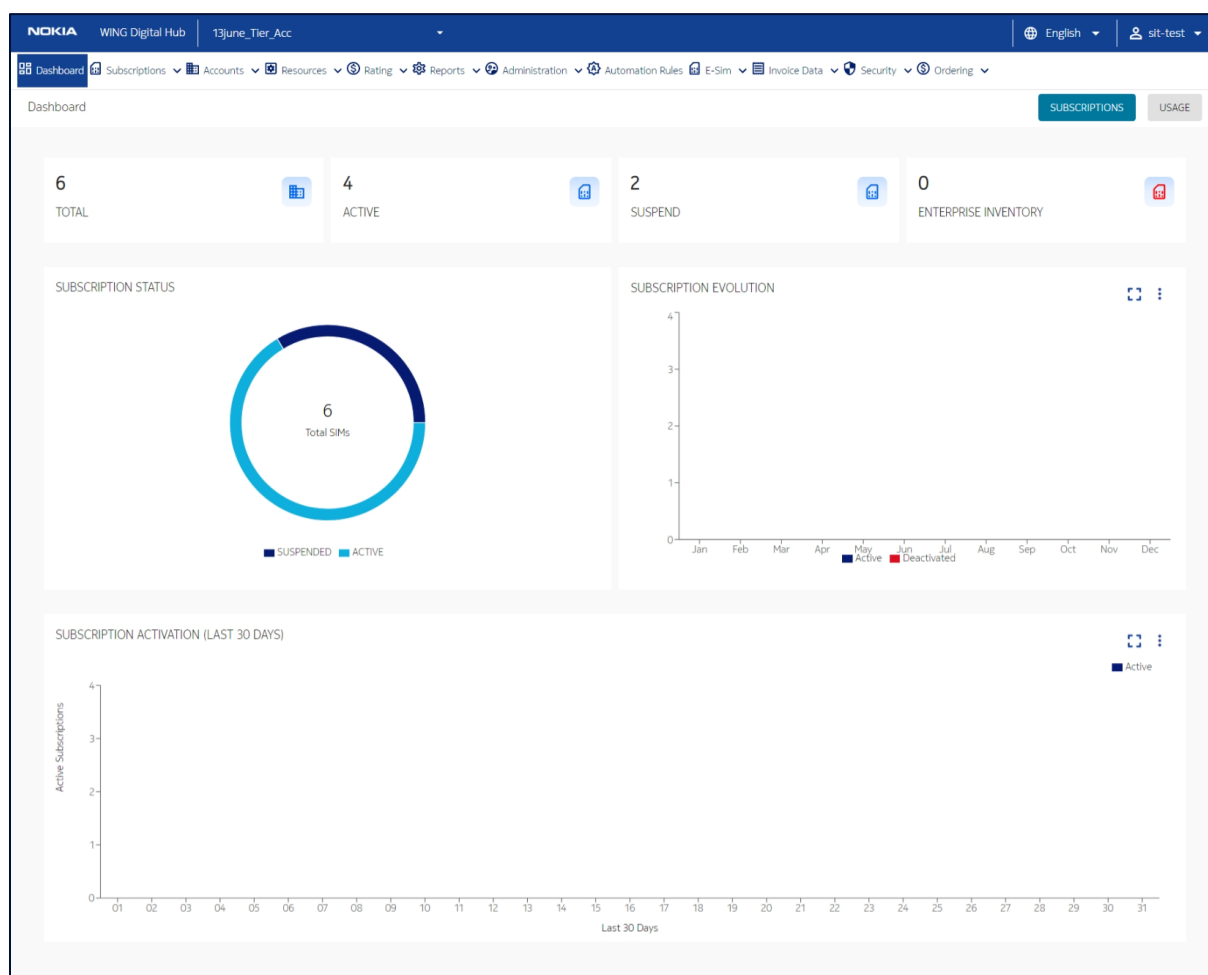 NOKIA WING Digital Hub 13june_Tier_Acc English sit-test
Dashboard Subscriptions Accounts Resources Rating Reports Administration Automation Rules E-Sim Invoice Data Security Ordering
Dashboard SUBSCRIPTIONS USAGE
6 4 2 0
TOTAL ACTIVE SUSPEND ENTERPRISE INVENTORY
SUBSCRIPTION STATUS
6
Total SIMs
SUSPENDED ACTIVE
SUBSCRIPTION EVOLUTION
4
3
2
1
0
Jan Feb Mar Apr May Jun Jul Aug Sep Oct Nov Dec
Active Deactivated
SUBSCRIPTION ACTIVATION (LAST 30 DAYS)
Active
Active Subscriptions
4
3
2
1
0
01 02 03 04 05 06 07 08 09 10 11 12 13 14 15 16 17 18 19 20 21 22 23 24 25 26 27 28 29 30 31
Last 30 Days